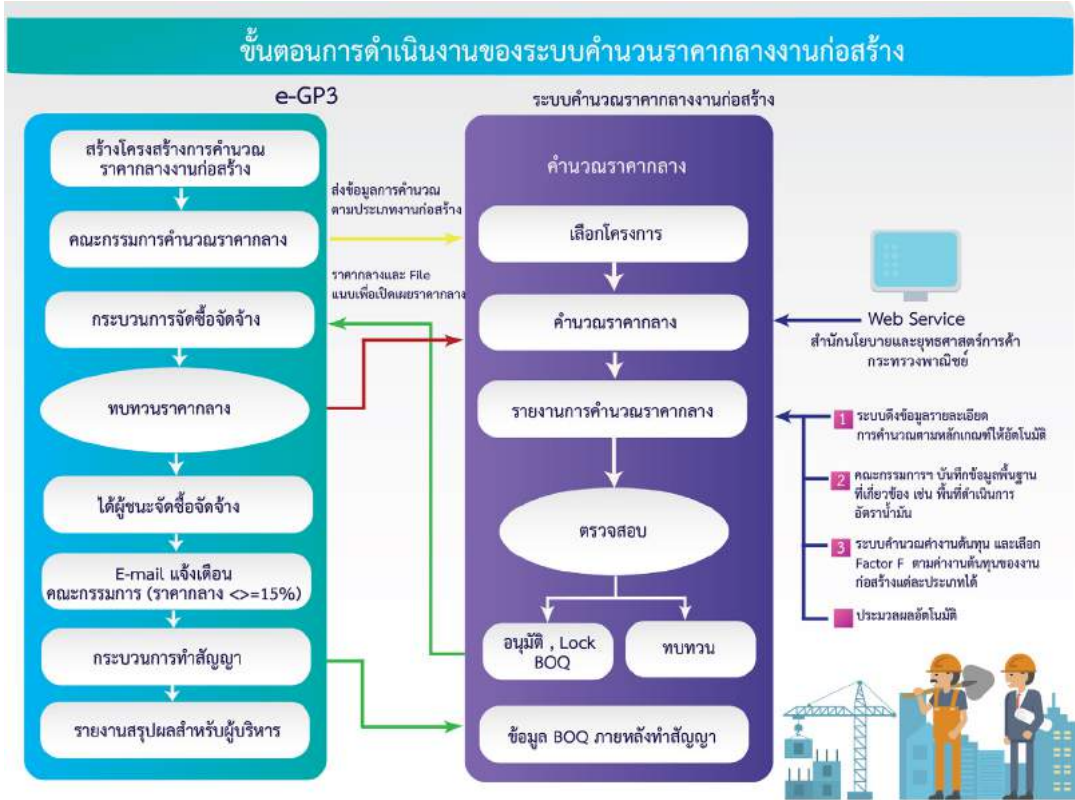 ขั้นตอนการดำเนินงานของระบบคำนวนราคากลางงานก่อสร้าง
e-GP3
สร้างโครงสร้างการคำนวณ
ราคากลางงานก่อสร้าง
คณะกรรมการคำนวณราคากลาง
กระบวนการจัดซื้อจัดจ้าง
ทบทวนราคากลาง
ได้ผู้ชนะจัดซื้อจัดจ้าง
E-mail แจ้งเตือน
คณะกรรมการ (ราคากลาง <>=15%)
กระบวนการทำสัญญา
รายงานสรุปผลสำหรับผู้บริหาร
ส่งข้อมูลการคำนวณ
ตามประเภทงานก่อสร้าง
ราคากลางและ File
แนบเพื่อเปิดเผยราคากลาง
ระบบคำนวณราคากลางงานก่อสร้าง
คำนวณราคากลาง
เลือกโครงการ
คำนวณราคากลาง
รายงานการคำนวณราคากลาง
ตรวจสอบ
อนุมัติ , Lock
BOQ
ทบทวน
ข้อมูล BOQ ภายหลังทำสัญญา
Web Service
สำนักนโยบายและยุทธศาสตร์การค้า
กระทรวงพาณิชย์
1 ระบบดึงข้อมูลรายละเอียด
การคำนวณตามหลักเกณฑ์ให้อัตโนมัติ
2 คณะกรรมการฯ บันทึกข้อมูลพื้นฐาน
ที่เกี่ยวข้อง เช่น พื้นที่ดำเนินการ
อัตราน้ำมัน
3 ระบบคำนวณค่างานต้นทุน และเลือก
Factor F ตามค่างานต้นทุนของงาน
ก่อสร้างแต่ละประเภทได้
ประมวลผลอัตโนมัติ